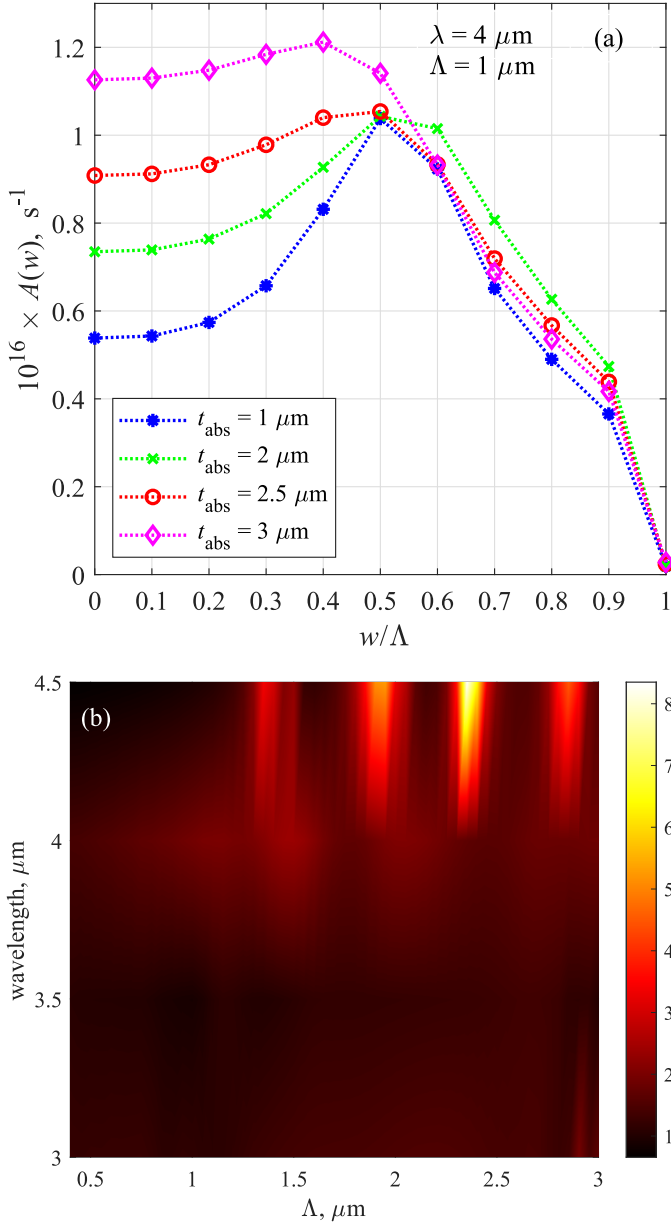 λ = 4 μm
(a)
Λ = 1 μm
10^16 × A(w), s^-1
1.2
1
0.8
0.6
0.4
0.2
0
t_abs = 1 μm
t_abs = 2 μm
t_abs = 2.5 μm
t_abs = 3 μm
0 0.1 0.2 0.3 0.4 0.5 0.6 0.7 0.8 0.9 1
w/Λ
(b)
wavelength, μm
4.5
4
3.5
3
0.5 1 1.5 2 2.5 3
Λ, μm
8
7
6
5
4
3
2
1